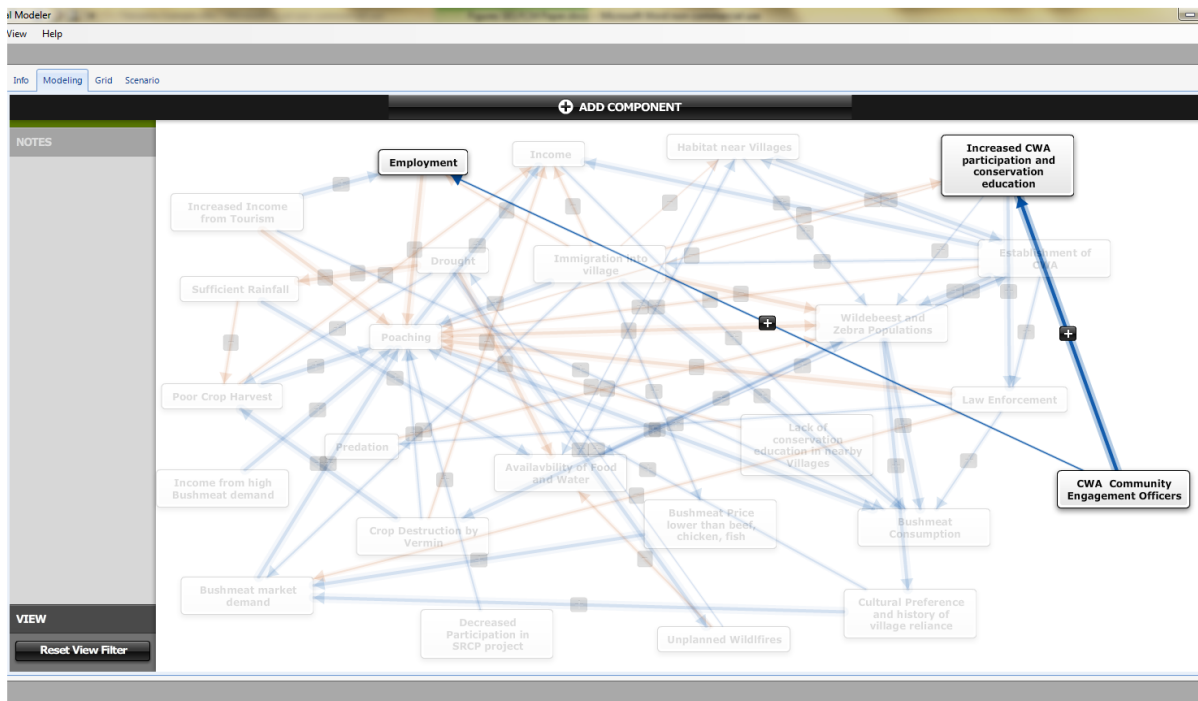 al Modeler
View Help
Info Modeling Grid Scenario
ADD COMPONENT
NOTES
Employment
Income
Habitat near Villages
Increased CWA
participation and
conservation
education
Increased Income
from Tourism
Drought
Immigration into
village
Establishment of
CWA
Sufficient Rainfall
Poaching
Wildebeest and
Zebra Populations
Poor Crop Harvest
Law Enforcement
Predation
Lack of
conservation
education in nearby
Villages
Income from high
Bushmeat demand
Availavbility of Food
and Water
CWA Community
Engagement Officers
Crop Destruction by
Vermin
Bushmeat Price
lower than beef,
chicken, fish
Bushmeat
Consumption
Bushmeat market
demand
Decreased
Participation in
SRCP project
Unplanned Wildlfires
Cultural Preference
and history of
village reliance
VIEW
Reset View Filter